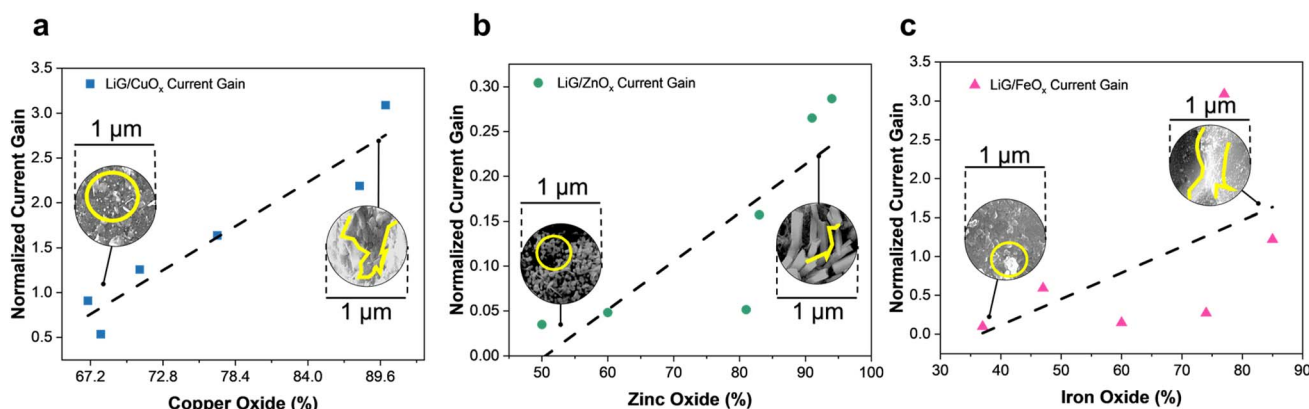 a
Normalized Current Gain
3.5
3.0
2.5
2.0
1.5
1.0
0.5
LiG/CuOₓ Current Gain
1 µm
1 µm
67.2 72.8 78.4 84.0 89.6
Copper Oxide (%)
b
Normalized Current Gain
0.30
0.25
0.20
0.15
0.10
0.05
0.00
LiG/ZnOₓ Current Gain
1 µm
1 µm
50 60 70 80 90 100
Zinc Oxide (%)
c
Normalized Current Gain
3.5
3.0
2.5
2.0
1.5
1.0
0.5
0.0
LiG/FeOₓ Current Gain
1 µm
1 µm
30 40 50 60 70 80 90
Iron Oxide (%)